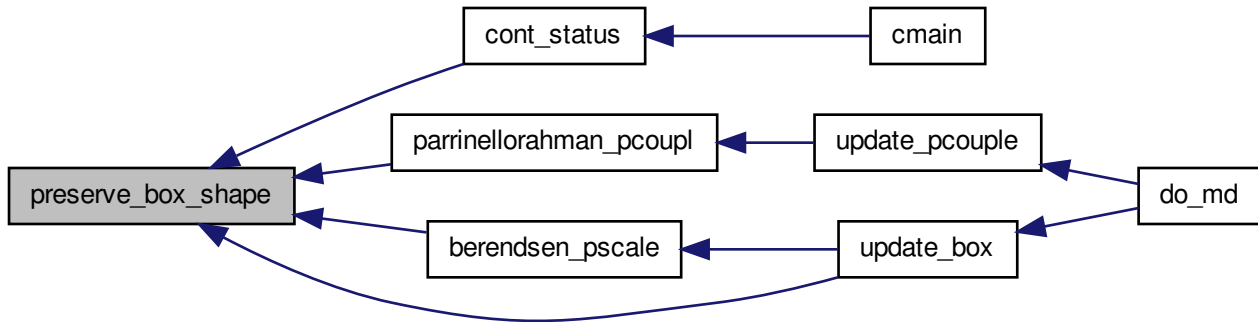 cont_status
cmain
parrinellorahman_pcoupl
update_pcouple
preserve_box_shape
do_md
berendsen_pscale
update_box